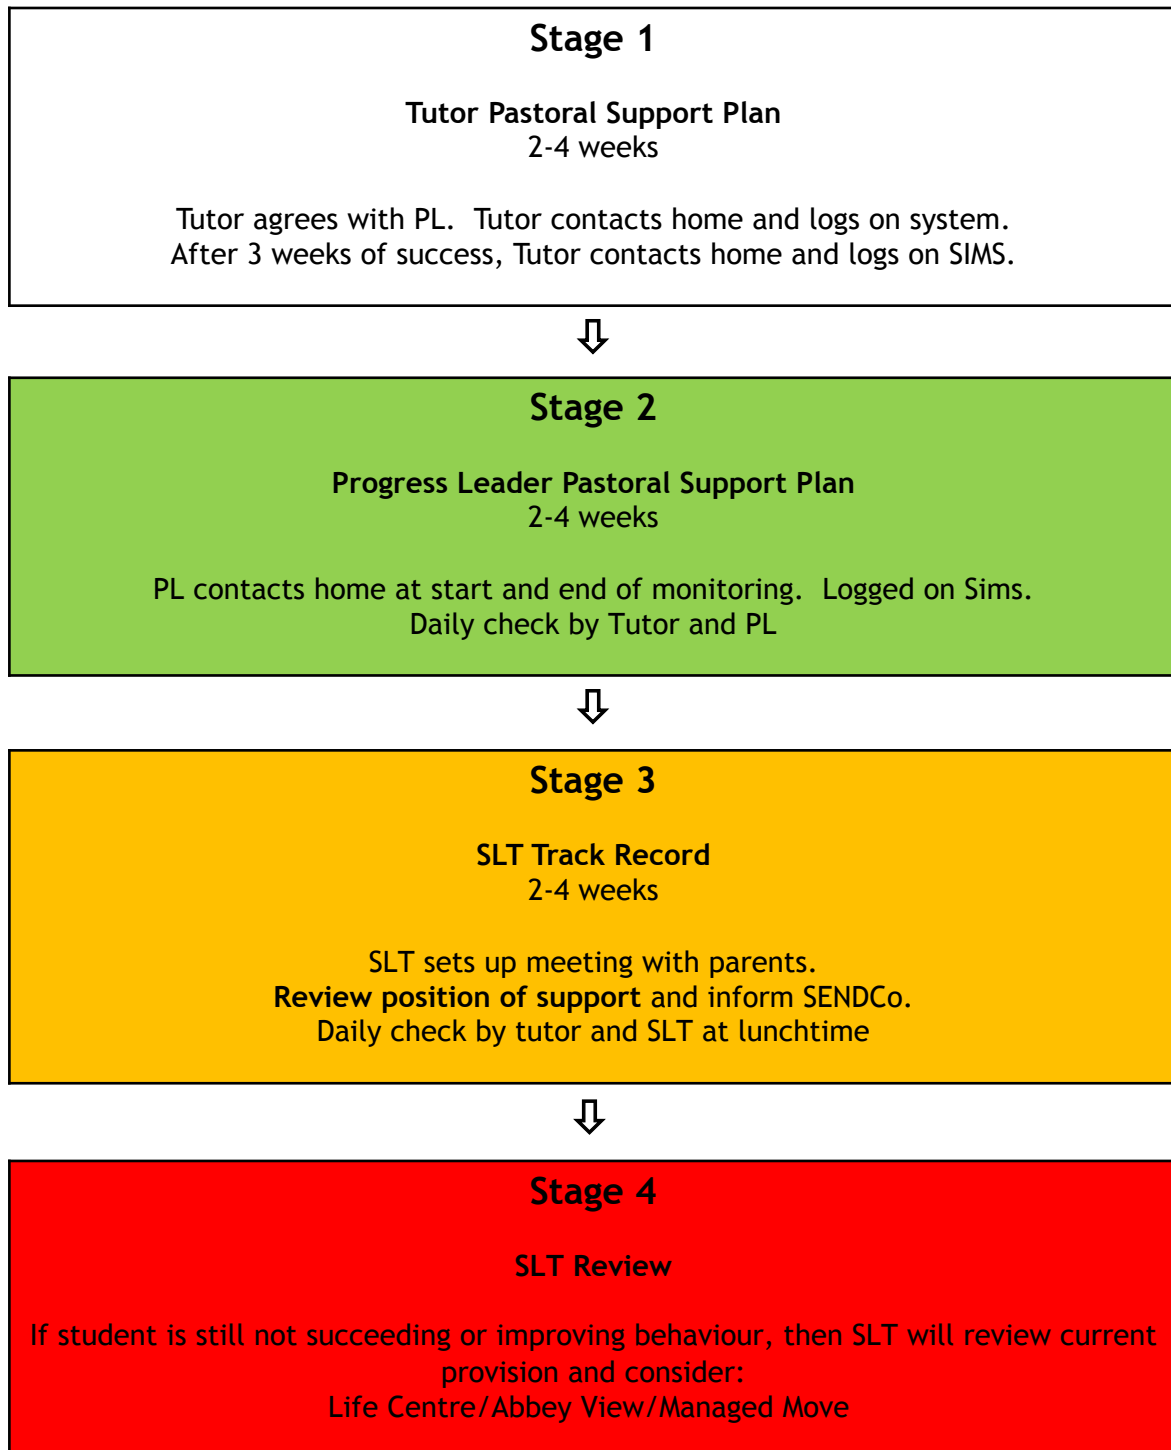 Stage 1
Tutor Pastoral Support Plan
2-4 weeks
Tutor agrees with PL.  Tutor contacts home and logs on system.
After 3 weeks of success, Tutor contacts home and logs on SIMS.
⇩
Stage 2
Progress Leader Pastoral Support Plan
2-4 weeks
PL contacts home at start and end of monitoring.  Logged on Sims.
Daily check by Tutor and PL
⇩
Stage 3
SLT Track Record
2-4 weeks
SLT sets up meeting with parents.
Review position of support and inform SENDCo.
Daily check by tutor and SLT at lunchtime
⇩
Stage 4
SLT Review
If student is still not succeeding or improving behaviour, then SLT will review current
provision and consider:
Life Centre/Abbey View/Managed Move